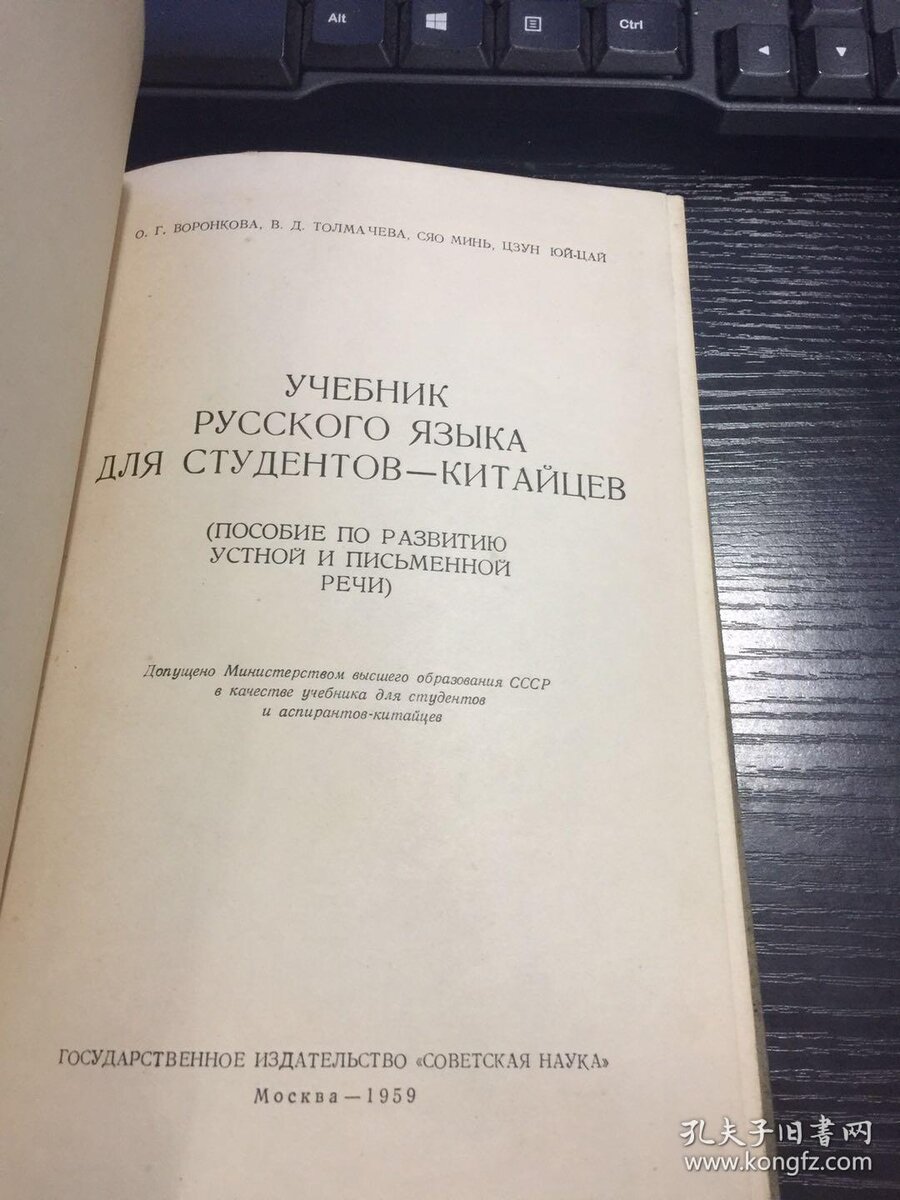 Alt
Ctrl
О. Г. ВОРОНКОВА, В. Д. ТОЛМАЧЕВА, СЯО МИНЬ, ЦЗУН ЮЙ-ЦАЙ
УЧЕБНИК
РУССКОГО ЯЗЫКА
ДЛЯ СТУДЕНТОВ—КИТАЙЦЕВ
(ПОСОБИЕ ПО РАЗВИТИЮ
УСТНОЙ И ПИСЬМЕННОЙ
РЕЧИ)
Допущено Министерством высшего образования СССР
в качестве учебника для студентов
и аспирантов-китайцев
ГОСУДАРСТВЕННОЕ ИЗДАТЕЛЬСТВО «СОВЕТСКАЯ НАУКА»
Москва — 1959
孔夫子旧書网
www.kongfz.com